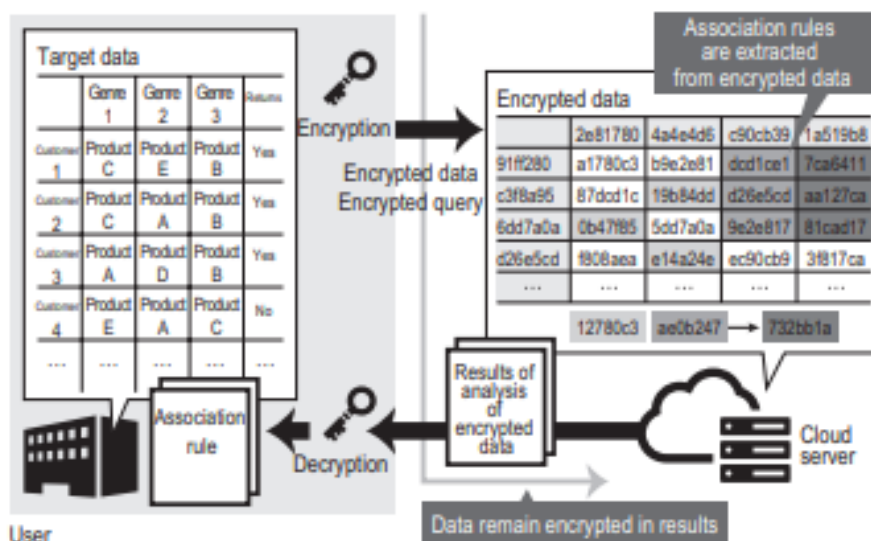 Target data
Genre 1 Genre 2 Genre 3 Returns
Customer 1 Product C Product E Product B Yes
Customer 2 Product C Product A Product B Yes
Customer 3 Product A Product D Product B Yes
Customer 4 Product E Product A Product C No
... ... ... ... ...
Encryption
Encrypted data
Encrypted query
Association rules
are extracted
from encrypted data
Encrypted data
2e81780 4a4e4d6 c90cb39 1a519b8
91ff280 a1780c3 b9e2e81 dcd1ce1 7ca6411
c3f8a95 87dcd1c 19b84dd d26e5cd aa127ca
6dd7a0a 0b47f85 5dd7a0a 9e2e817 81cad17
d26e5cd f808aea e14a24e ec90cb9 3f817ca
... ... ... ... ...
12780c3 ae0b247 → 732bb1a
Results of
analysis
of
encrypted
data
Association
rule
Decryption
Cloud
server
Data remain encrypted in results
User